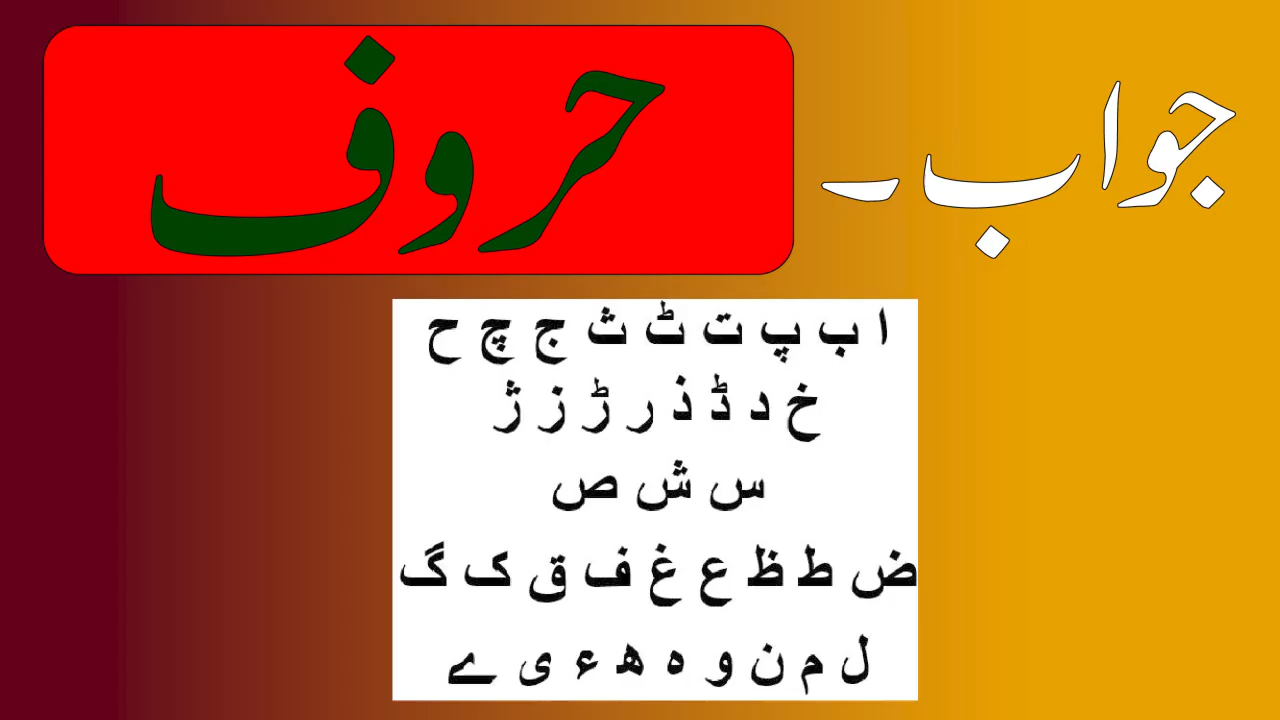 جواب ۔ حروف
ا ب پ ت ٹ ث ج چ ح
خ د ڈ ذ ر ڑ ز ژ
س ش ص
ض ط ظ ع غ ف ق ک گ
ل م ن و ہ ھ ء ی ے